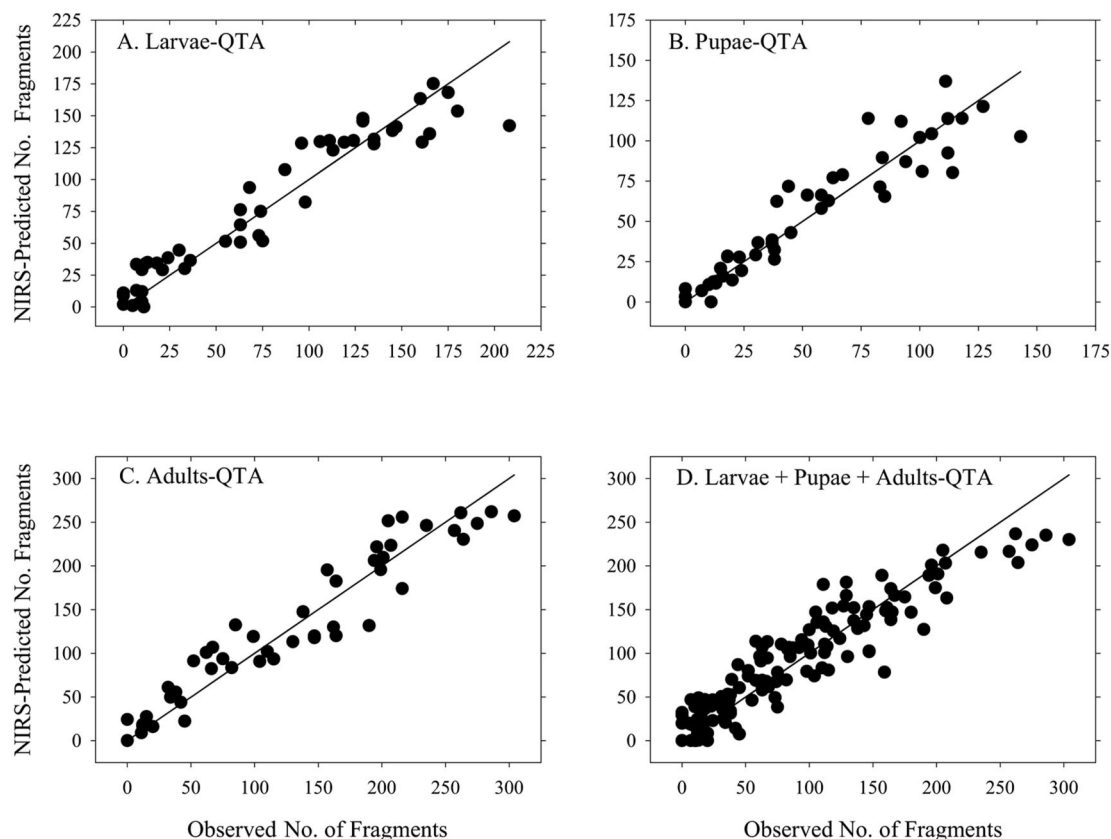 A. Larvae-QTA
NIRS-Predicted No. Fragments
225
200
175
150
125
100
75
50
25
0
0 25 50 75 100 125 150 175 200 225
B. Pupae-QTA
175
150
125
100
75
50
25
0
0 25 50 75 100 125 150 175
C. Adults-QTA
NIRS-Predicted No. Fragments
300
250
200
150
100
50
0
0 50 100 150 200 250 300
Observed No. of Fragments
D. Larvae + Pupae + Adults-QTA
300
250
200
150
100
50
0
0 50 100 150 200 250 300
Observed No. of Fragments